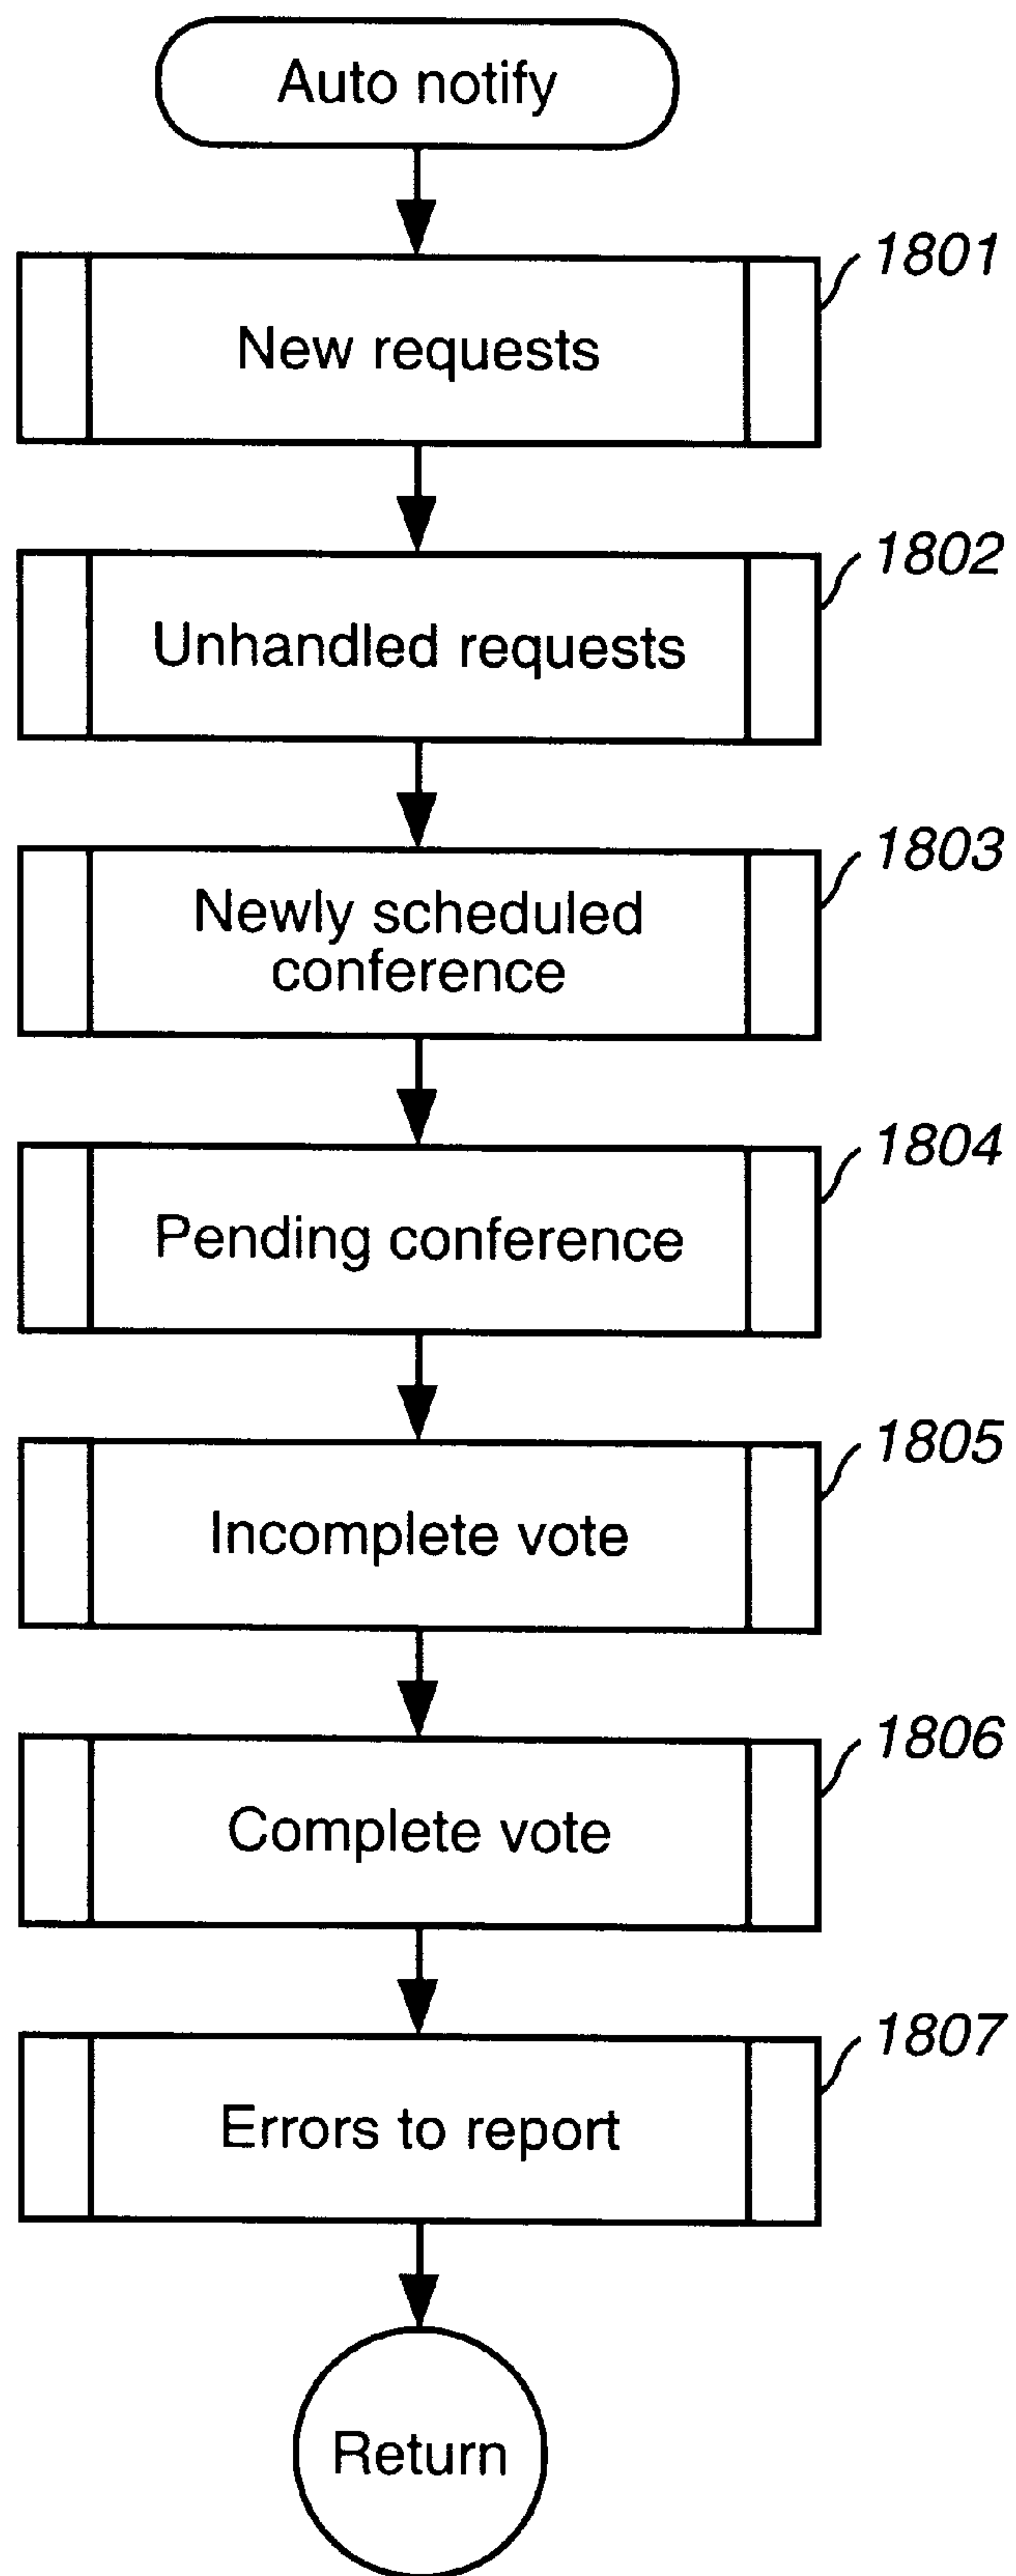 Auto notify
1801
New requests
1802
Unhandled requests
1803
Newly scheduled
conference
1804
Pending conference
1805
Incomplete vote
1806
Complete vote
1807
Errors to report
Return